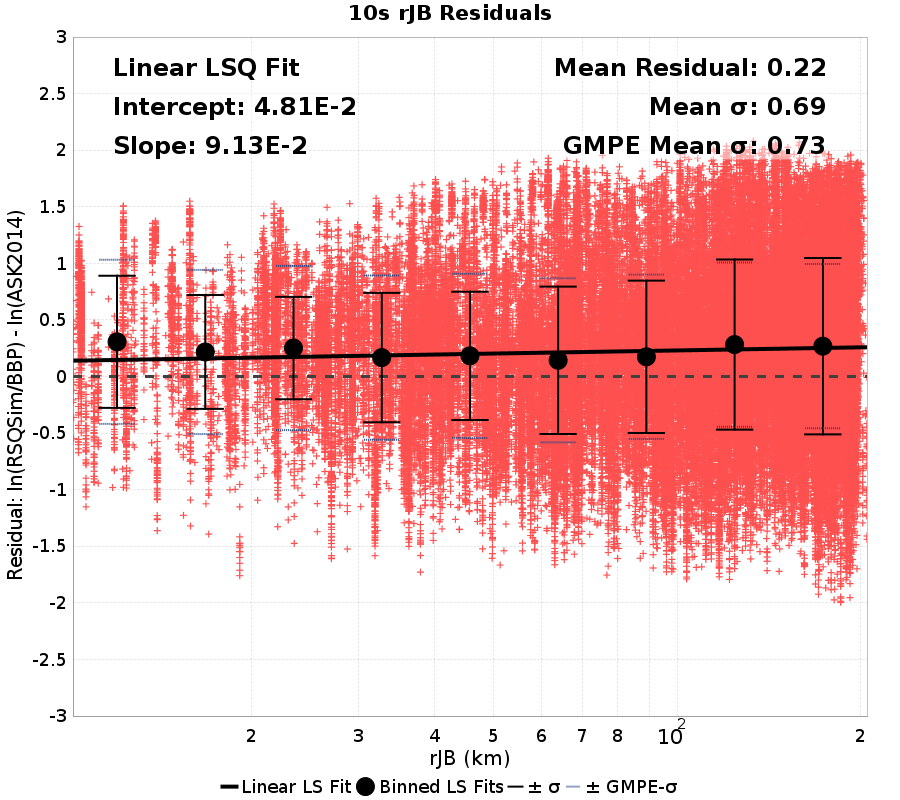 10s rJB Residuals
Linear LSQ Fit
Intercept: 4.81E-2
Slope: 9.13E-2
Mean Residual: 0.22
Mean σ: 0.69
GMPE Mean σ: 0.73
Residual: ln(RSQSim/BBP) - ln(ASK2014)
3
2.5
2
1.5
1
0.5
0
-0.5
-1
-1.5
-2
-2.5
-3
2 3 4 5 6 7 8 10² 2
rJB (km)
Linear LS Fit Binned LS Fits ± σ ± GMPE-σ